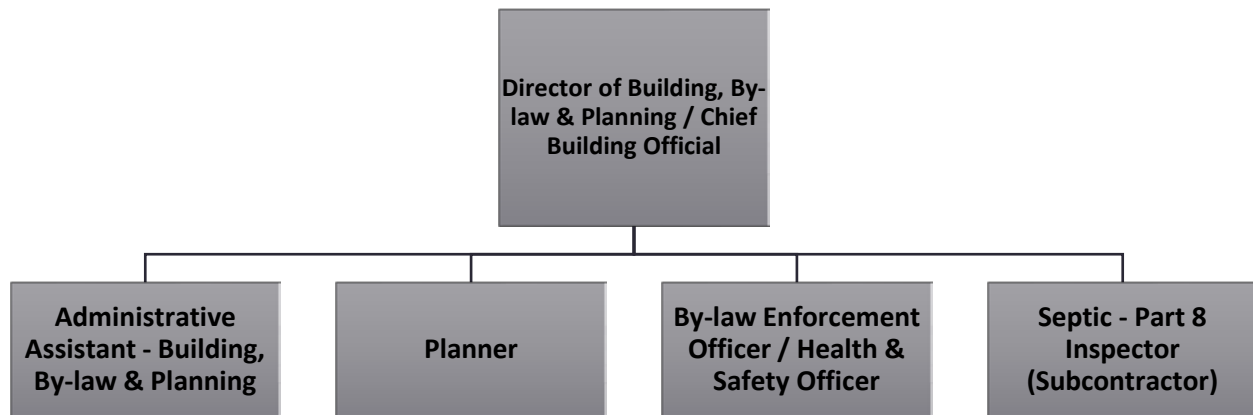 Director of Building, By-
law & Planning / Chief
Building Official
Administrative
Assistant - Building,
By-law & Planning
Planner
By-law Enforcement
Officer / Health &
Safety Officer
Septic - Part 8
Inspector
(Subcontractor)